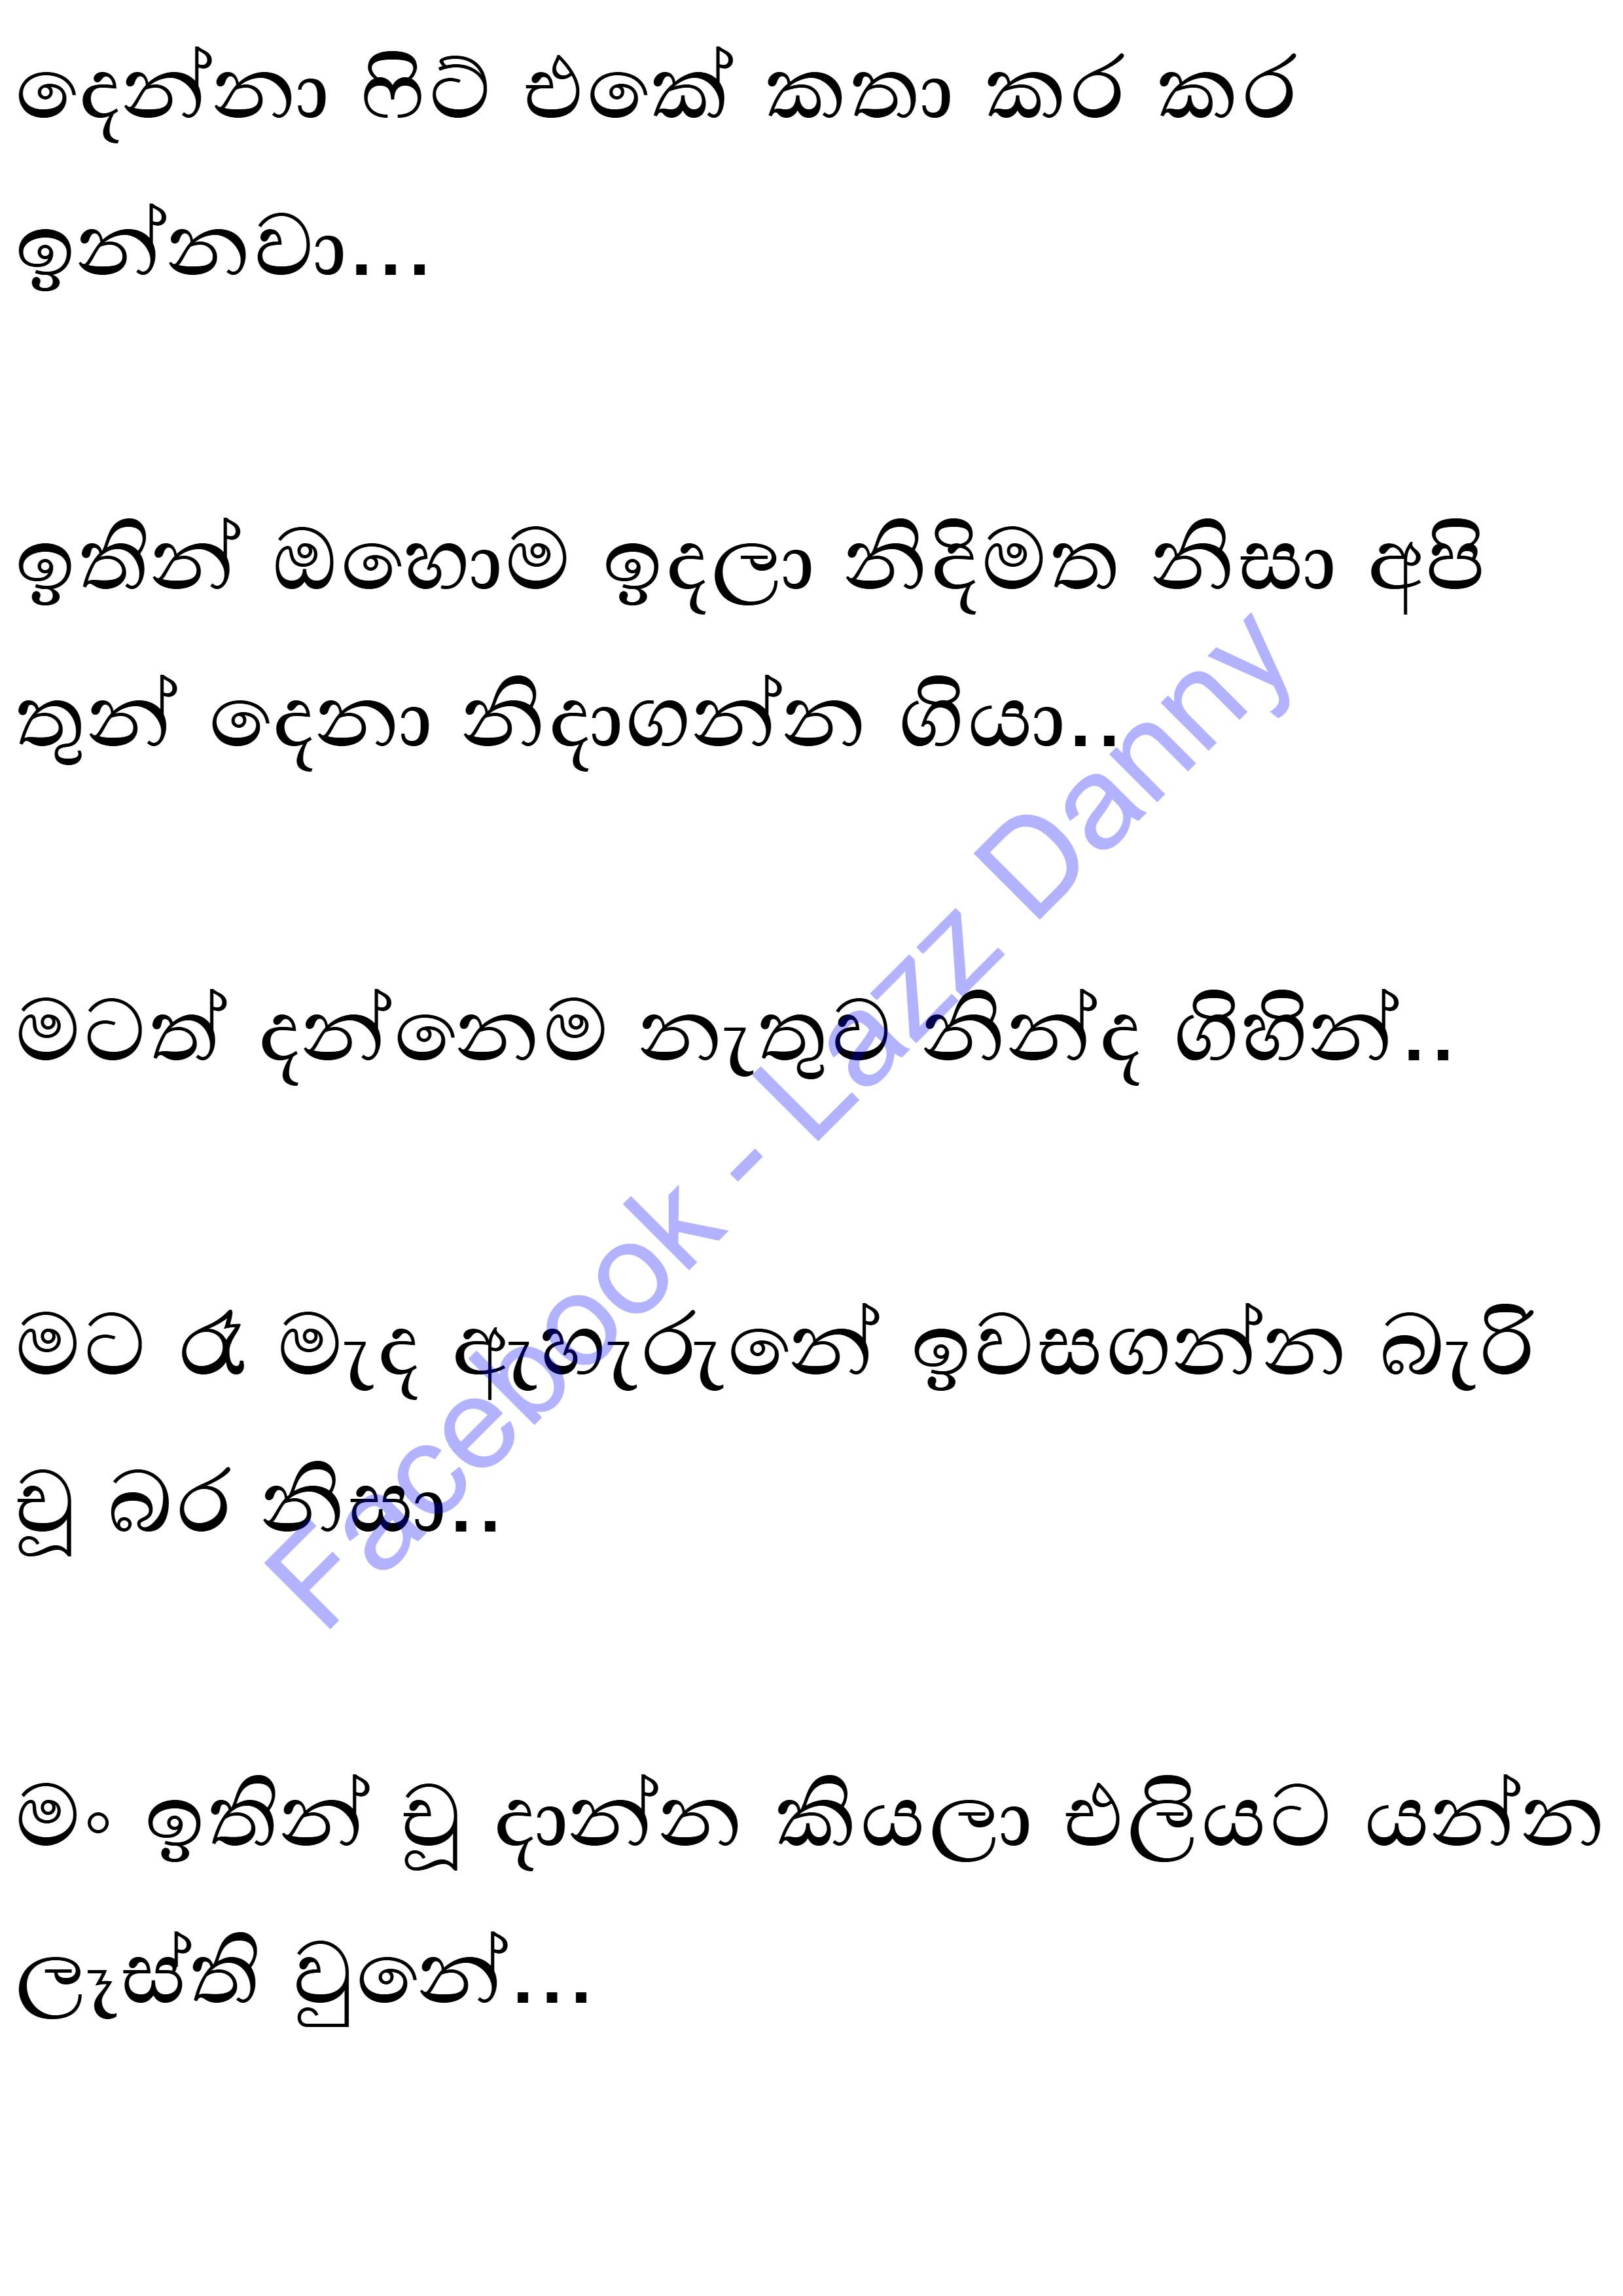 දෙන්නා ෆිට් එකේ කතා කර කර
ඉන්නවා...
ඉතින් ඔහොම ඉඳලා නිදිමත නිසා අපි
තුන් දෙනා නිදාගන්න ගියා..
මටත් දන්නෙම නැතුව නින්ද ගිහින්..
මට රෑ මැද ඇහැරුනේ ඉවසගන්න බැරි
චූ බර නිසා..
මං ඉතින් චූ දාන්න කියලා එලියට යන්න
ලෑස්ති වුනේ...
Facebook - Lazz Danny